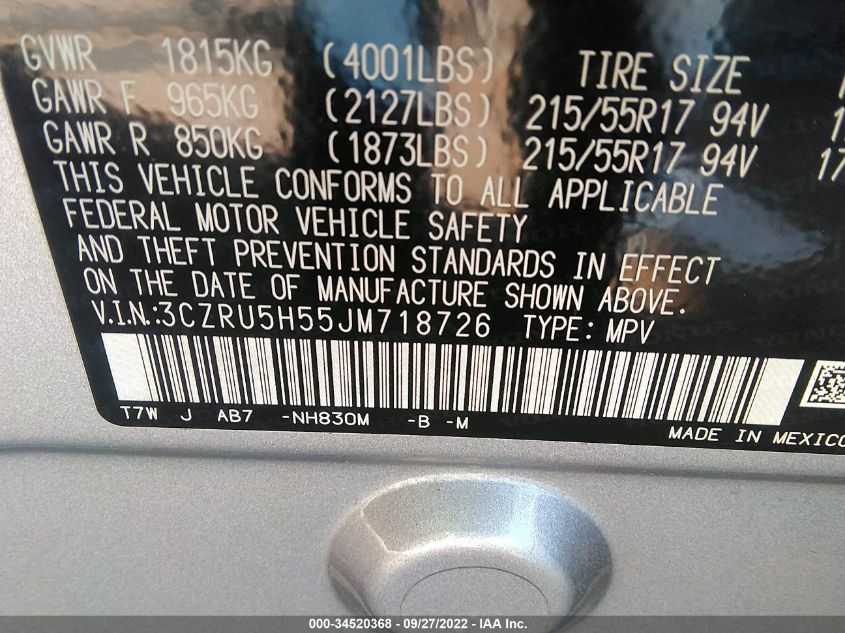 GVWR 1815KG (4001LBS) TIRE SIZE
GAWR F 965KG (2127LBS) 215/55R17 94V
GAWR R 850KG (1873LBS) 215/55R17 94V 17
THIS VEHICLE CONFORMS TO ALL APPLICABLE
FEDERAL MOTOR VEHICLE SAFETY
AND THEFT PREVENTION STANDARDS IN EFFECT
ON THE DATE OF MANUFACTURE SHOWN ABOVE.
V.I.N.:3CZRU5H55JM718726 TYPE: MPV
T7W J AB7 -NH830M -B -M
MADE IN MEXICO
000-34520368 - 09/27/2022 - IAA Inc.